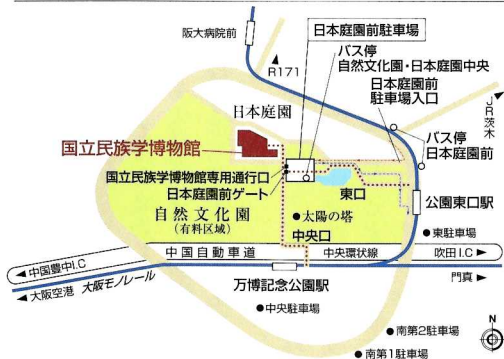 阪大病院前
日本庭園前駐車場
バス停
自然文化園・日本庭園中央
R171
日本庭園前
駐車場入口
JR茨木
日本庭園
国立民族学博物館
バス停
日本庭園前
国立民族学博物館専用通行口
日本庭園前ゲート
東口
公園東口駅
自然文化園
(有料区域)
太陽の塔
東駐車場
中央口
中国自動車道
中央環状線
吹田I.C
中国豊中I.C
大阪空港
大阪モノレール
門真
万博記念公園駅
中央駐車場
南第2駐車場
南第1駐車場
N